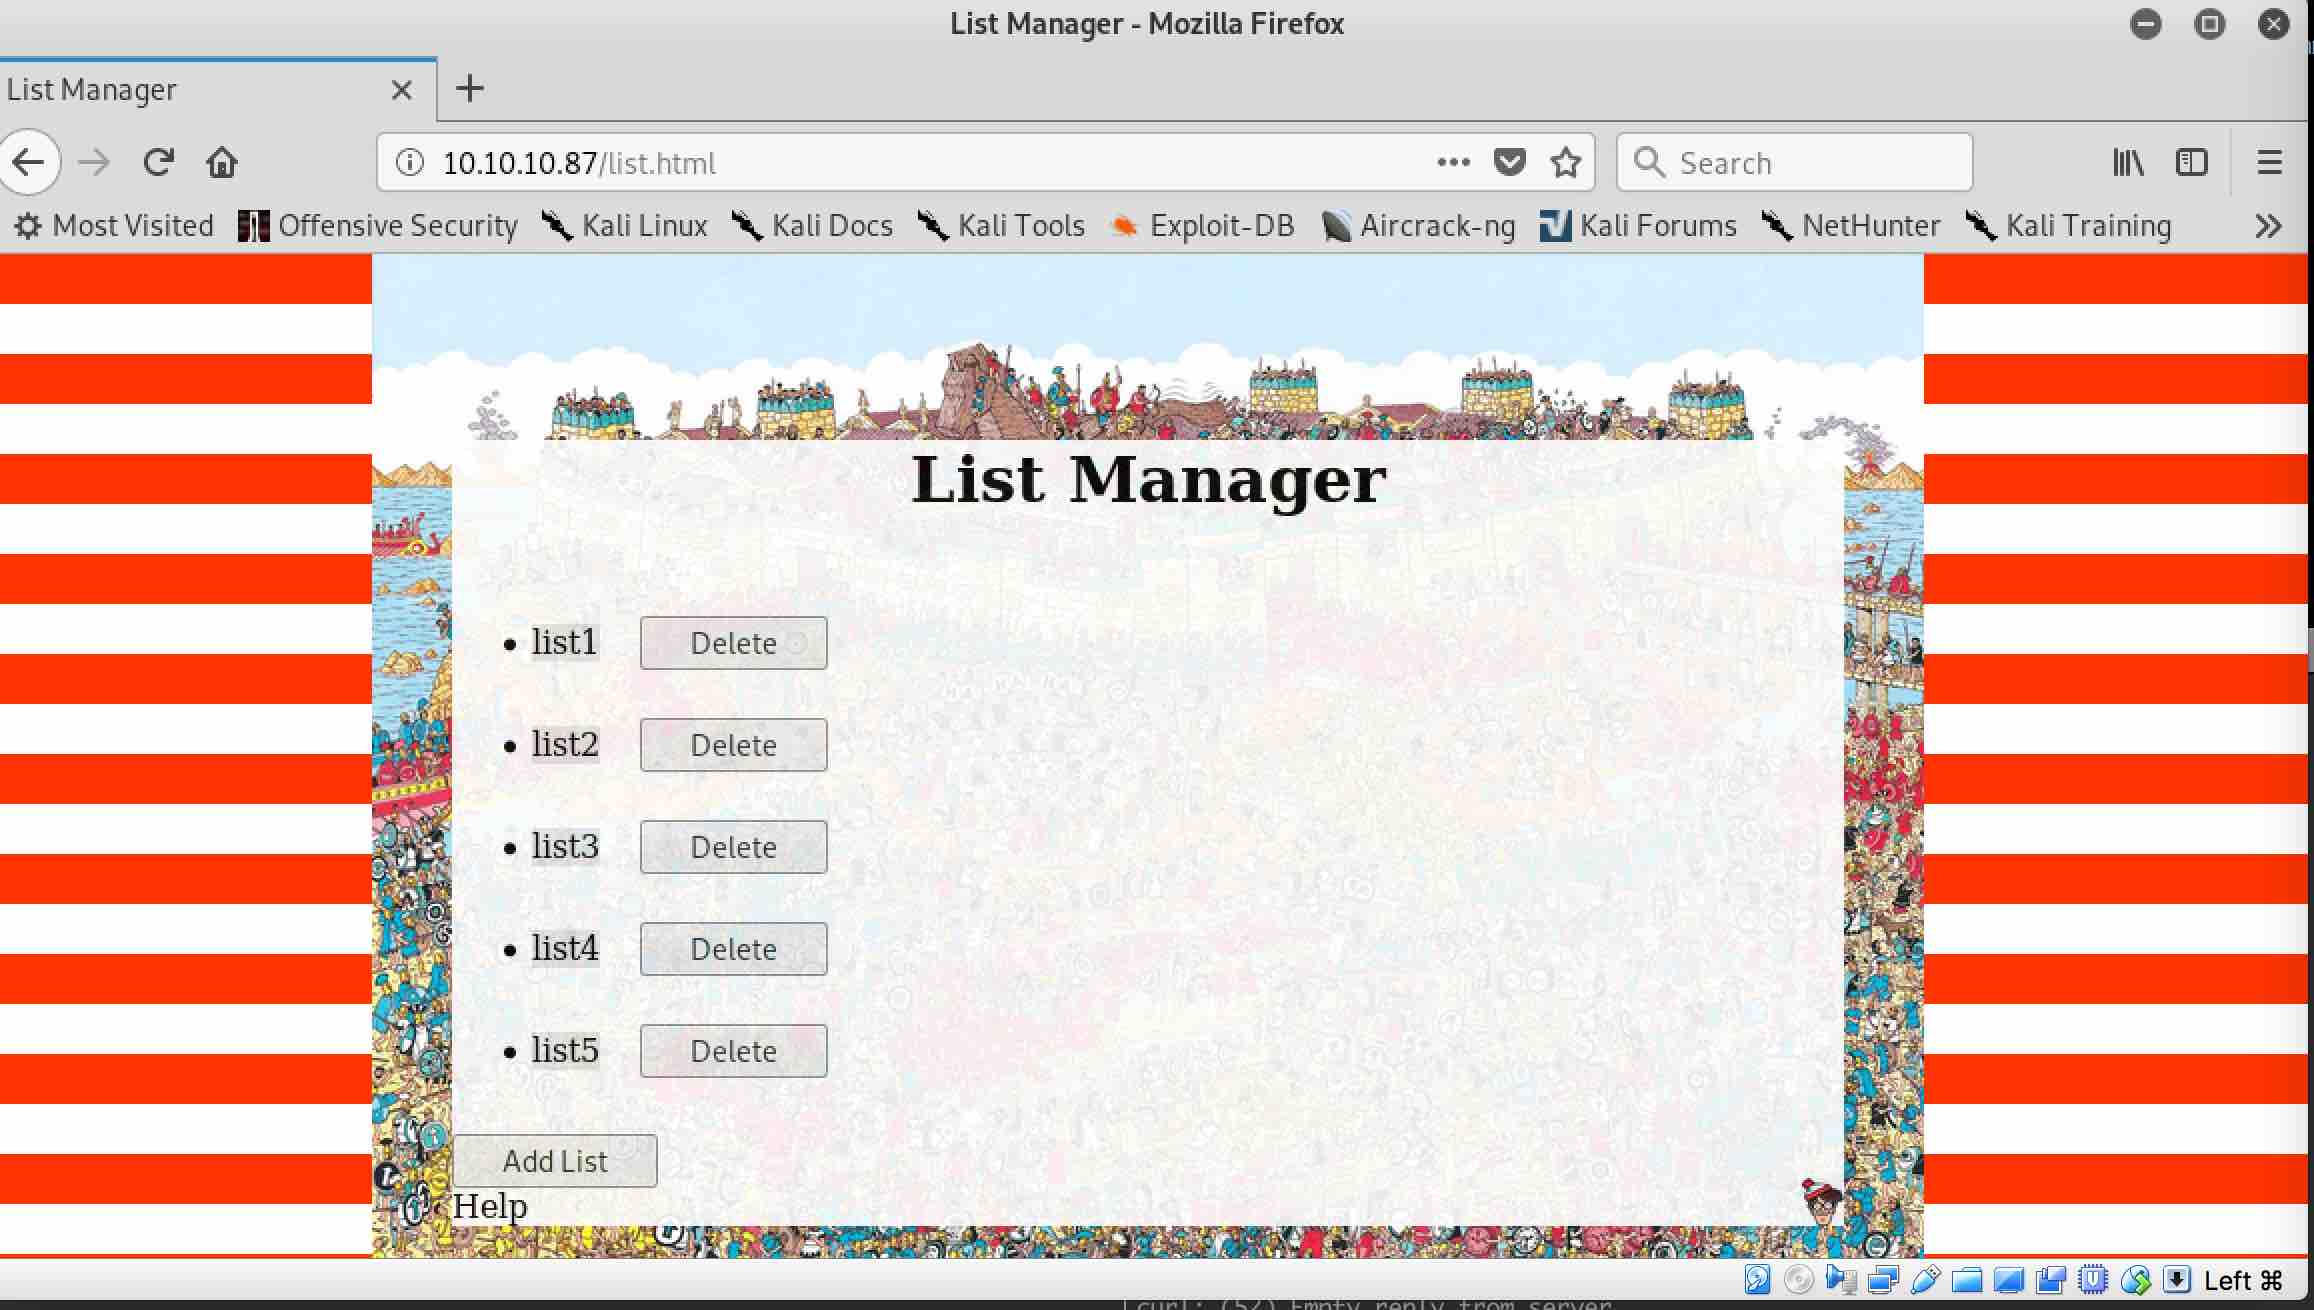 List Manager - Mozilla Firefox
List Manager
10.10.10.87/list.html
Search
Most Visited Offensive Security Kali Linux Kali Docs Kali Tools Exploit-DB Aircrack-ng Kali Forums NetHunter Kali Training
List Manager
list1 Delete
list2 Delete
list3 Delete
list4 Delete
list5 Delete
Add List
Help
Left ⌘
curl: (52) Empty reply from server